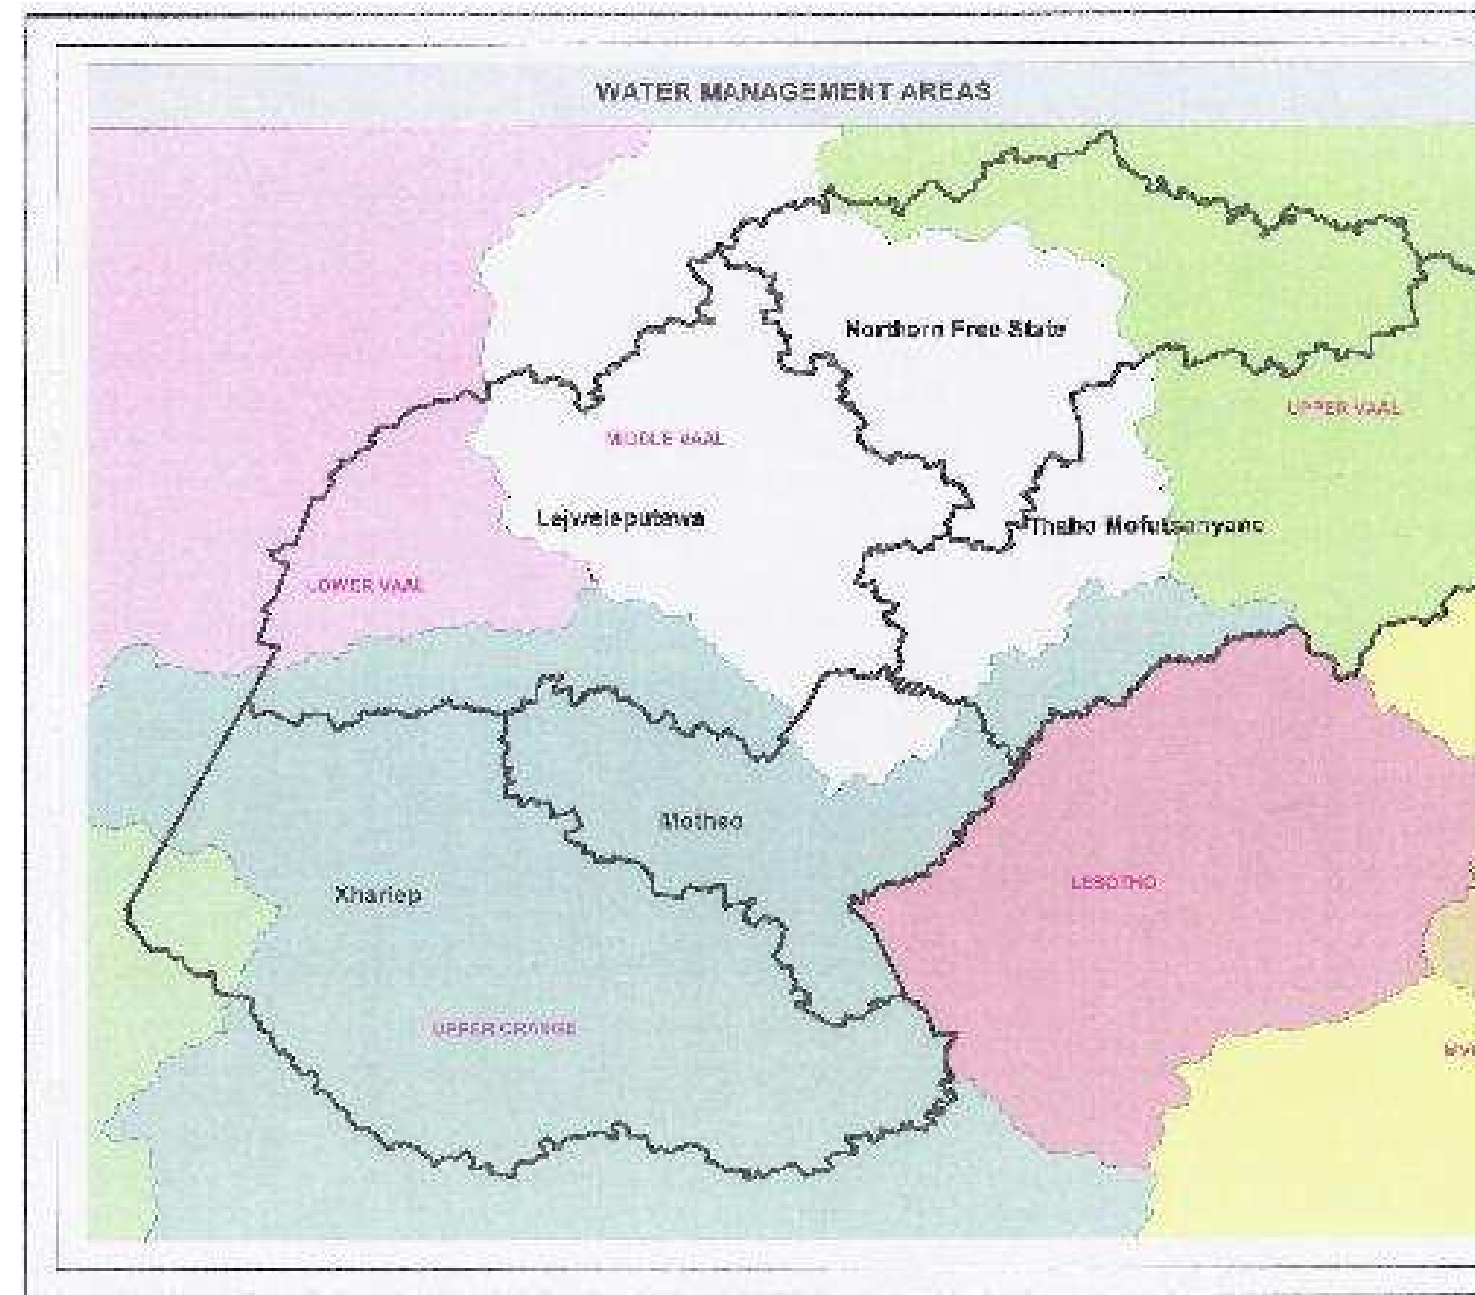 WATER MANAGEMENT AREAS
Northern Free State
UPPER VAAL
MIDDLE VAAL
Lejweleputswa
Thabo Mofutsanyane
LOWER VAAL
Motheo
Xhariep
LESOTHO
UPPER ORANGE